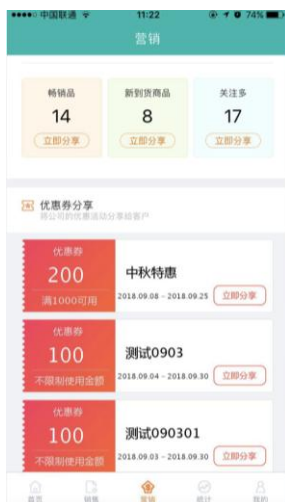 中国联通
11:22
74%
营销
畅销品
新到货商品
关注多
14
8
17
立即分享
立即分享
立即分享
优惠券分享
将公司的优惠活动分享给客户
优惠券
200
满1000可用
中秋特惠
2018.09.08 - 2018.09.25
立即分享
优惠券
100
不限制使用金额
测试0903
2018.09.04 - 2018.09.30
立即分享
优惠券
100
不限制使用金额
测试090301
2018.09.03 - 2018.09.30
立即分享
首页
销售
营销
统计
我的